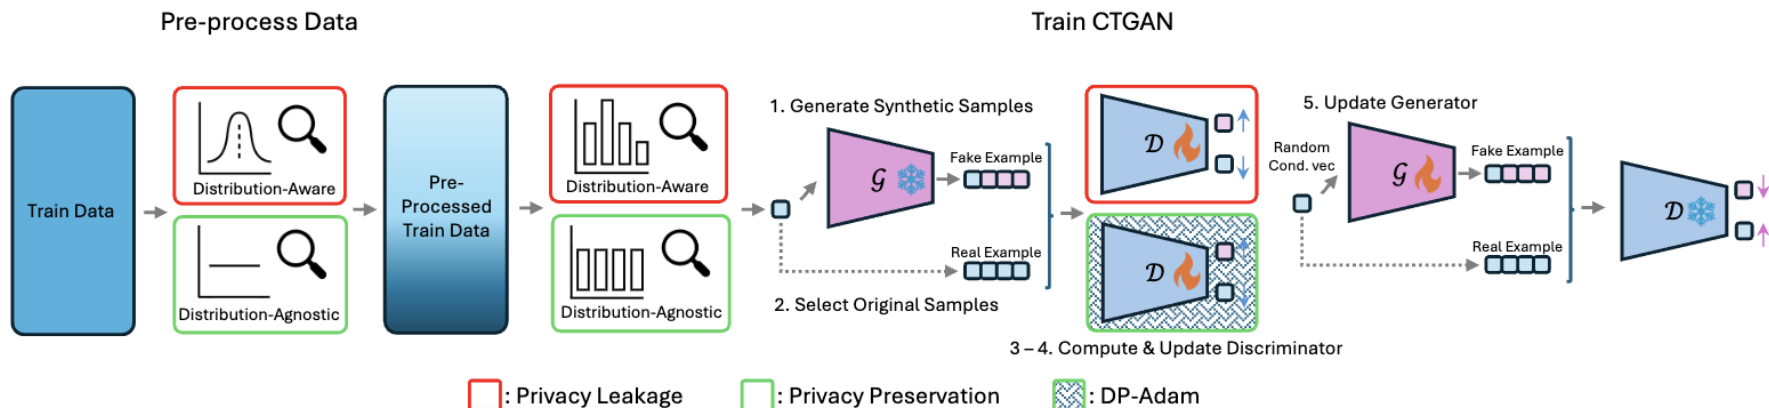 Pre-process Data
Train CTGAN
Train Data
Distribution-Aware
Distribution-Agnostic
Pre-
Processed
Train Data
Distribution-Aware
Distribution-Agnostic
1. Generate Synthetic Samples
G
Fake Example
Real Example
2. Select Original Samples
D
D
3 – 4. Compute & Update Discriminator
5. Update Generator
Random
Cond. vec
G
Fake Example
Real Example
D
: Privacy Leakage
: Privacy Preservation
: DP-Adam